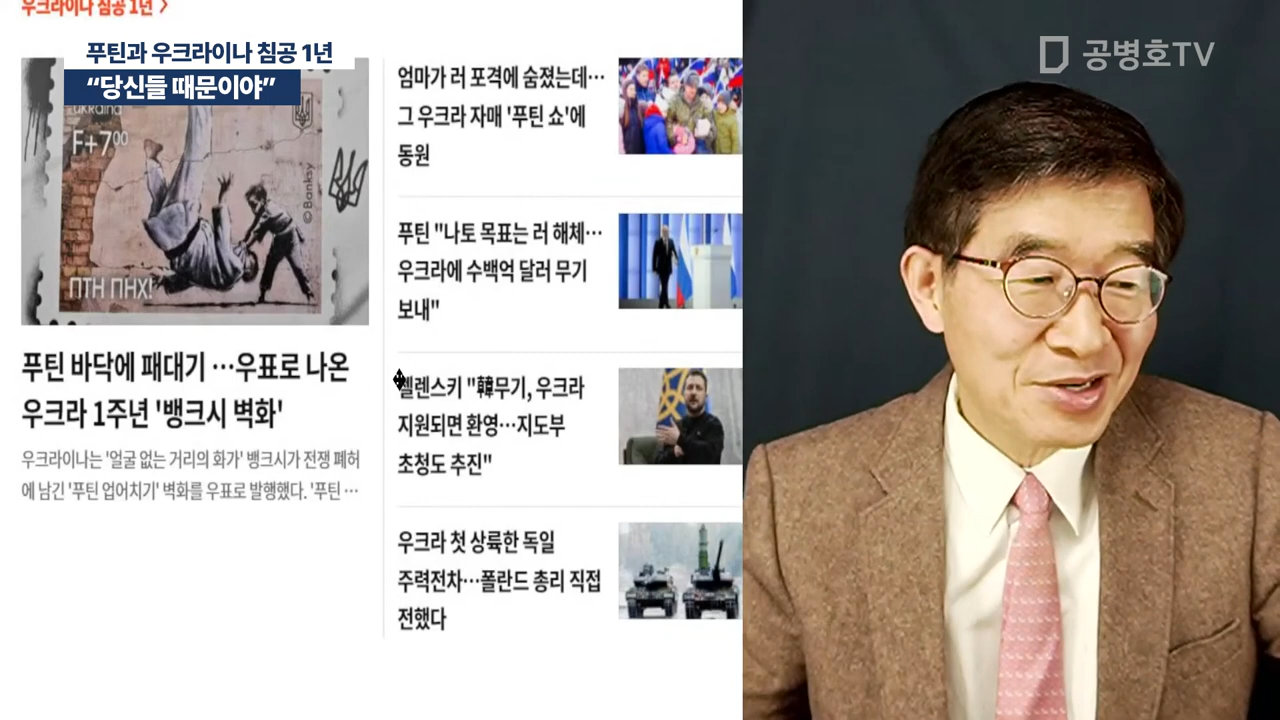 우크라이나 침공 1년 >
푸틴과 우크라이나 침공 1년
“당신들 때문이야”
공병호TV
ukraina
F+7⁰⁰
©Banksy
ПТН ПНХ!
푸틴 바닥에 패대기 …우표로 나온
우크라 1주년 '뱅크시 벽화'
우크라이나는 '얼굴 없는 거리의 화가' 뱅크시가 전쟁 폐허
에 남긴 '푸틴 업어치기' 벽화를 우표로 발행했다. '푸틴 …
엄마가 러 포격에 숨졌는데…
그 우크라 자매 '푸틴 쇼'에
동원
푸틴 "나토 목표는 러 해체…
우크라에 수백억 달러 무기
보내"
젤렌스키 "韓무기, 우크라
지원되면 환영…지도부
초청도 추진"
우크라 첫 상륙한 독일
주력전차…폴란드 총리 직접
전했다